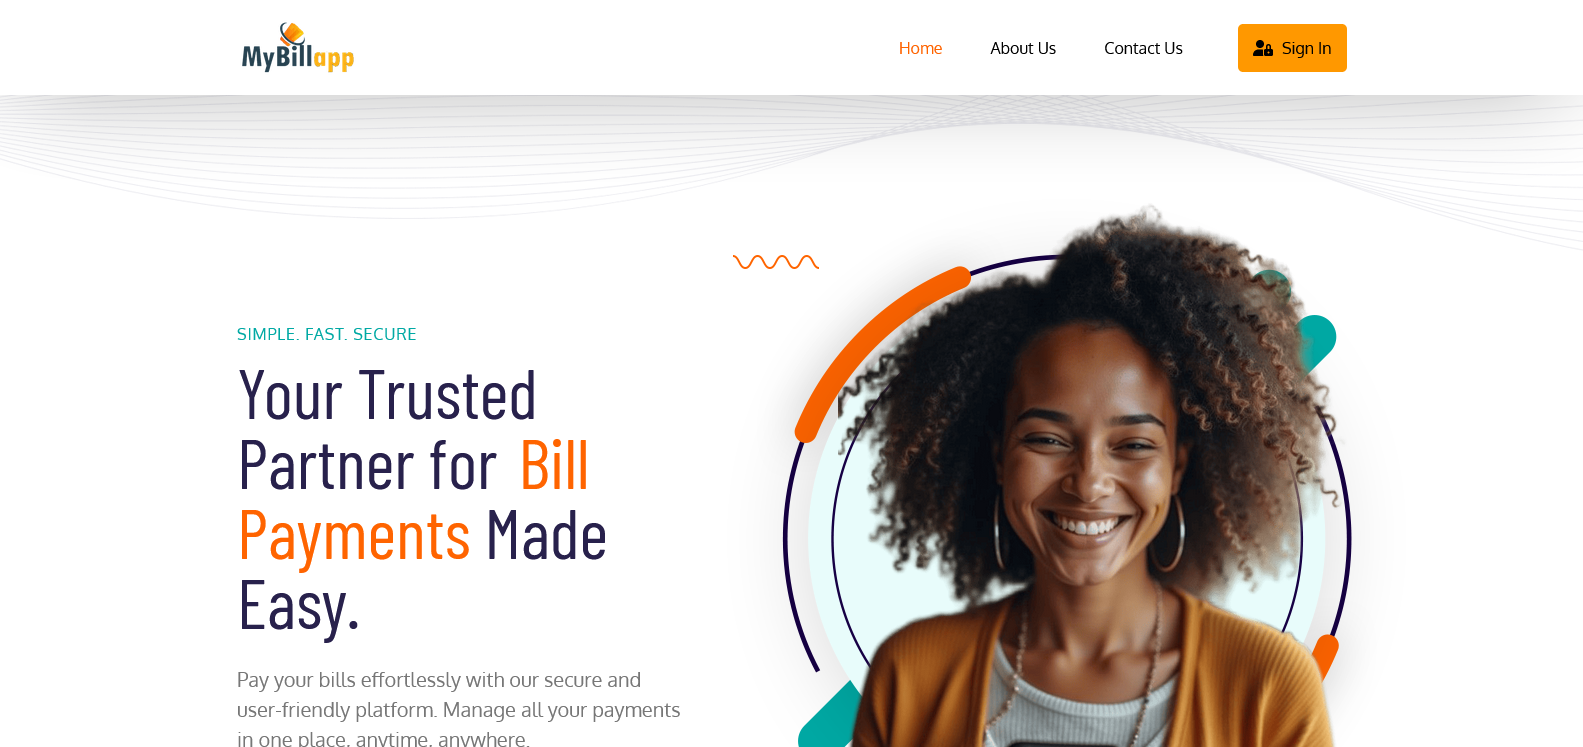 MyBillapp
Home
About Us
Contact Us
Sign In
SIMPLE. FAST. SECURE
Your Trusted
Partner for Bill
Payments Made
Easy.
Pay your bills effortlessly with our secure and
user-friendly platform. Manage all your payments
in one place, anytime, anywhere.